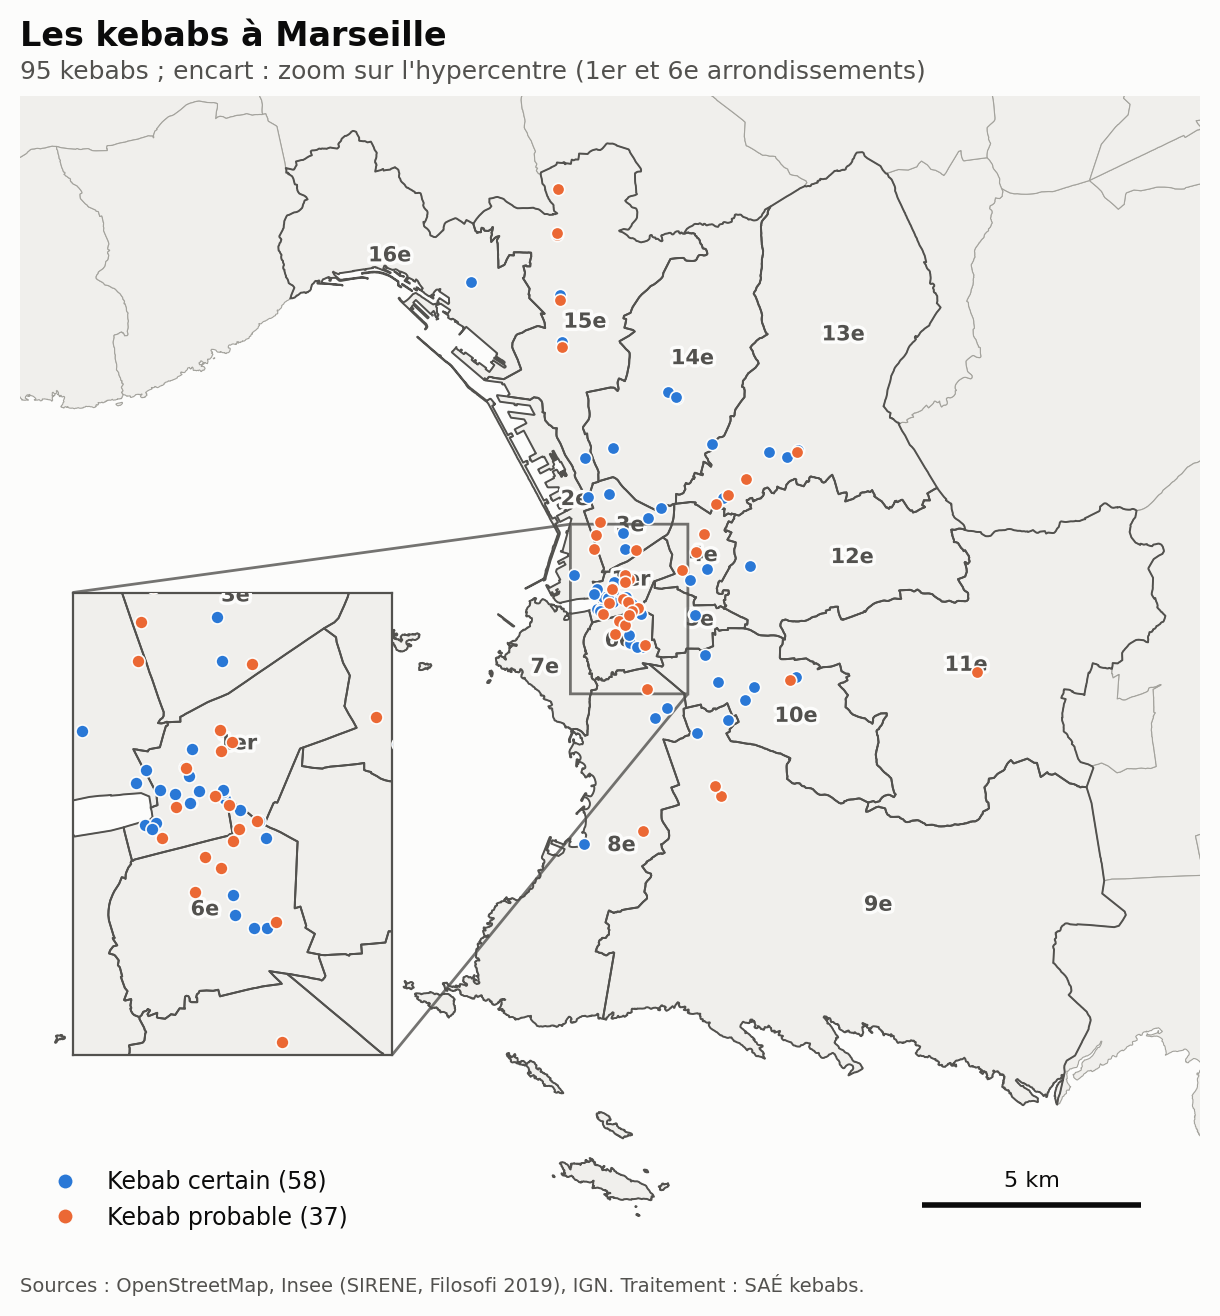 Les kebabs à Marseille
95 kebabs ; encart : zoom sur l'hypercentre (1er et 6e arrondissements)
16e
15e
13e
14e
2e
3e
12e
7e
11e
10e
6e
8e
9e
Kebab certain (58)
Kebab probable (37)
5 km
Sources : OpenStreetMap, Insee (SIRENE, Filosofi 2019), IGN. Traitement : SAÉ kebabs.